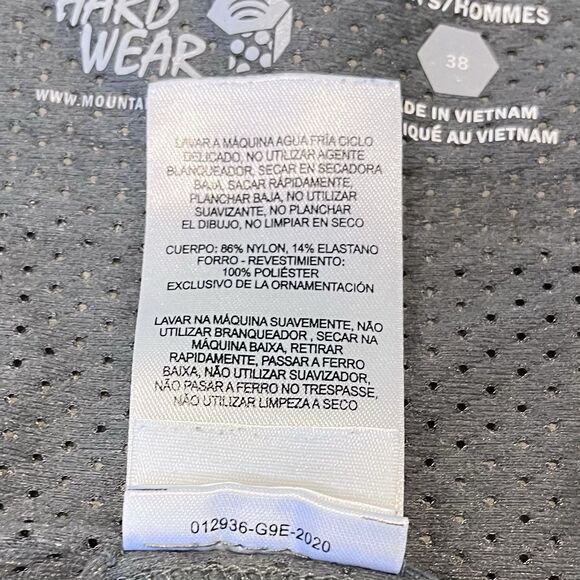 HARD
WEAR
WWW.MOUNTA
S/HOMMES
38
DE IN VIETNAM
IQUÉ AU VIETNAM
LAVAR A MÁQUINA AGUA FRÍA CICLO
DELICADO, NO UTILIZAR AGENTE
BLANQUEADOR, SECAR EN SECADORA
BAJA, SACAR RÁPIDAMENTE,
PLANCHAR BAJA, NO UTILIZAR
SUAVIZANTE, NO PLANCHAR
EL DIBUJO, NO LIMPIAR EN SECO
CUERPO: 86% NYLON, 14% ELASTANO
FORRO - REVESTIMIENTO:
100% POLIÉSTER
EXCLUSIVO DE LA ORNAMENTACIÓN
LAVAR NA MÁQUINA SUAVEMENTE, NÃO
UTILIZAR BRANQUEADOR , SECAR NA
MÁQUINA BAIXA, RETIRAR
RAPIDAMENTE, PASSAR A FERRO
BAIXA, NÃO UTILIZAR SUAVIZADOR,
NÃO PASAR A FERRO NO TRESPASSE,
NÃO UTILIZAR LIMPEZA A SECO
012936-G9E-2020